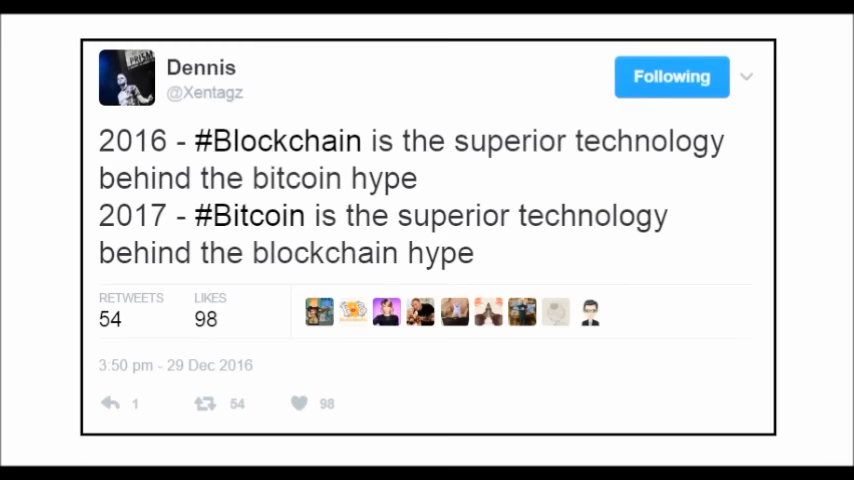 PRISM
Dennis
@Xentagz
Following
2016 - #Blockchain is the superior technology
behind the bitcoin hype
2017 - #Bitcoin is the superior technology
behind the blockchain hype
RETWEETS LIKES
54 98
3:50 pm - 29 Dec 2016
1 54 98